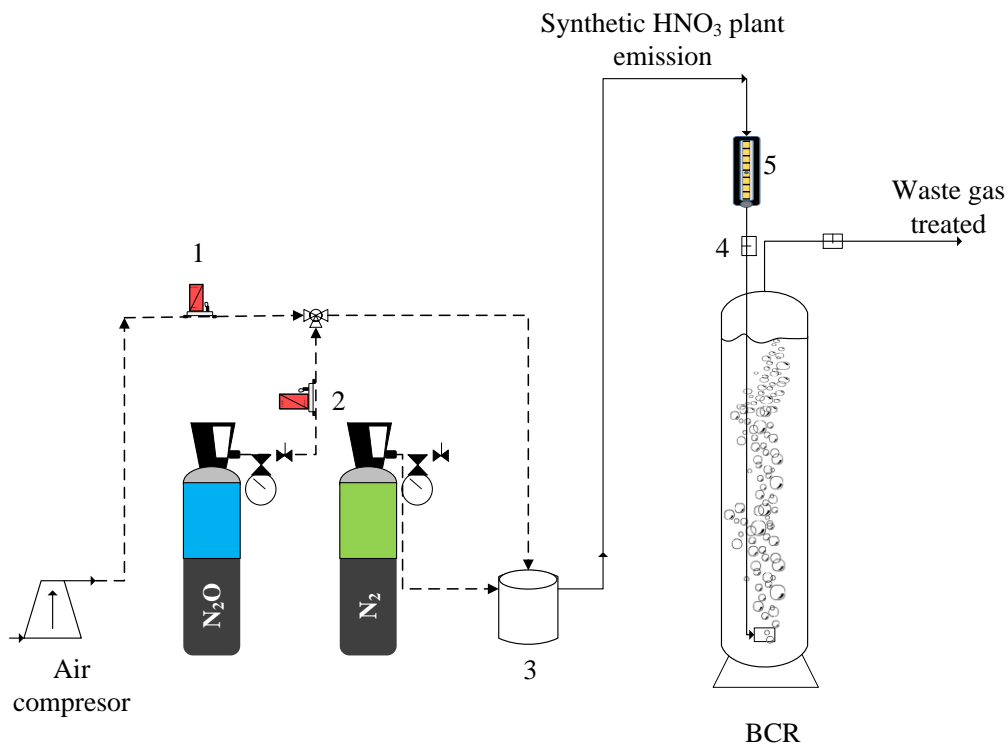 Synthetic HNO₃ plant
emission
5
Waste gas
treated
4
1
2
N₂O
N₂
3
Air
compresor
BCR